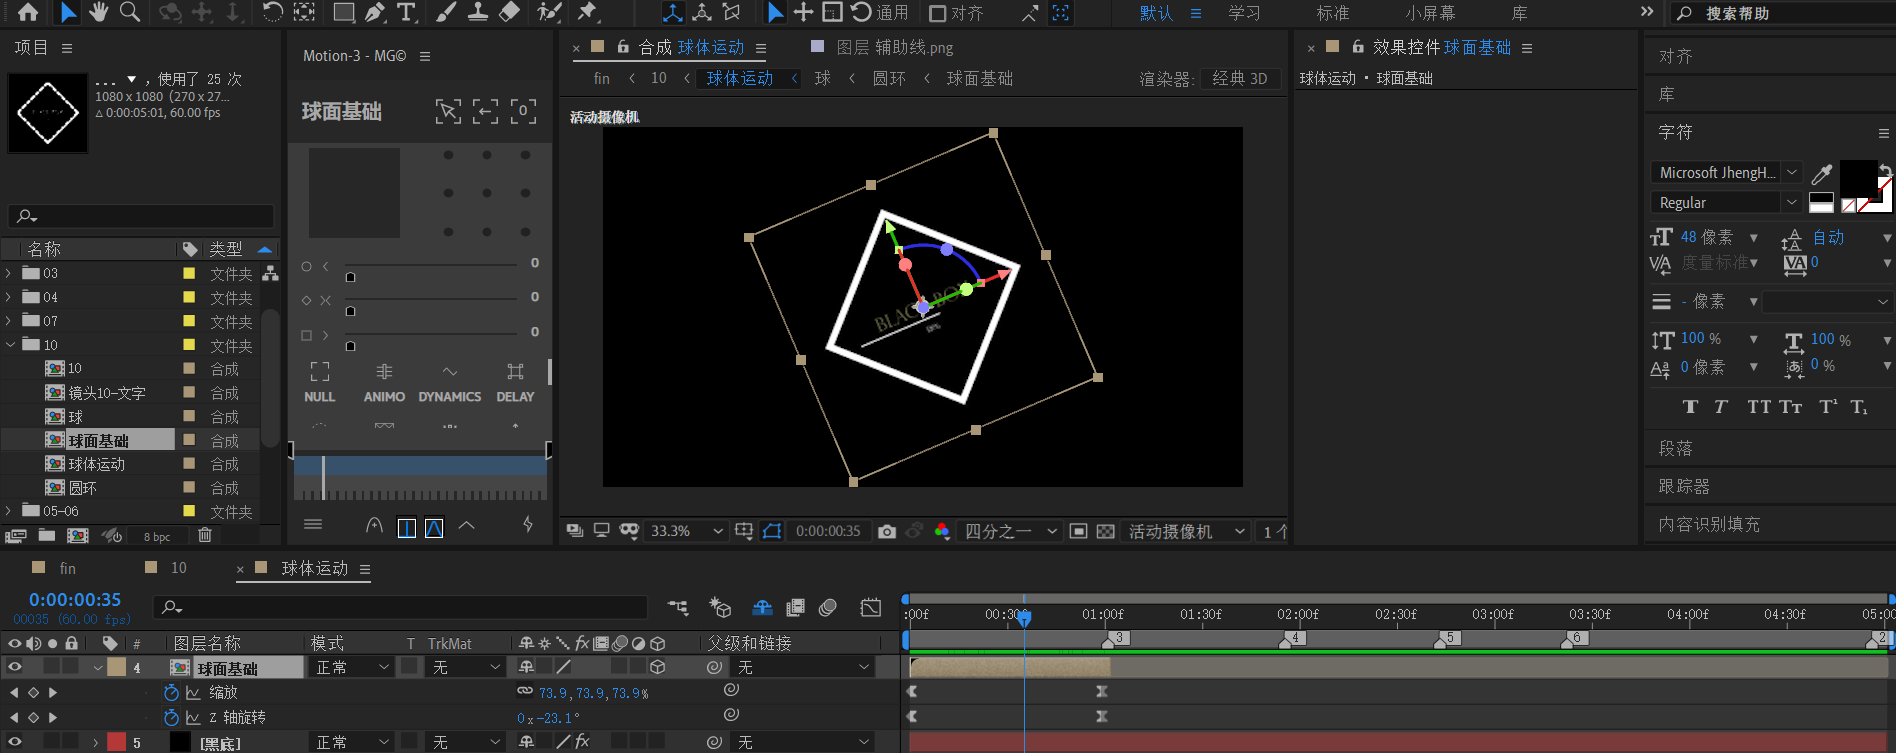 通用
对齐
默认
学习
标准
小屏幕
库
搜索帮助
项目
Motion-3 - MG©
合成 球体运动
图层 辅助线.png
效果控件 球面基础
对齐
... ▼ , 使用了 25 次
1080 x 1080 (270 x 27...
Δ 0:00:05:01, 60.00 fps
球面基础
fin
10
球体运动
球
圆环
球面基础
渲染器:
经典 3D
球体运动 · 球面基础
活动摄像机
库
字符
Microsoft JhengH...
Regular
48 像素
自动
度量标准
0
- 像素
100 %
100 %
0 像素
0 %
段落
跟踪器
内容识别填充
名称
类型
03
文件夹
04
文件夹
07
文件夹
10
文件夹
10
合成
镜头10-文字
合成
球
合成
球面基础
合成
球体运动
合成
圆环
合成
05-06
文件夹
8 bpc
0
0
0
0
NULL
ANIMO
DYNAMICS
DELAY
33.3%
0:00:00:35
四分之一
活动摄像机
1 个
fin
10
球体运动
0:00:00:35
00035 (60.00 fps)
:00f
00:30f
01:00f
01:30f
02:00f
02:30f
03:00f
03:30f
04:00f
04:30f
05:00
3
4
5
6
2
#
图层名称
模式
T
TrkMat
fx
父级和链接
4
球面基础
正常
无
无
缩放
73.9,73.9,73.9%
Z 轴旋转
0x-23.1°
5
[黑底]
正常
无
fx
无